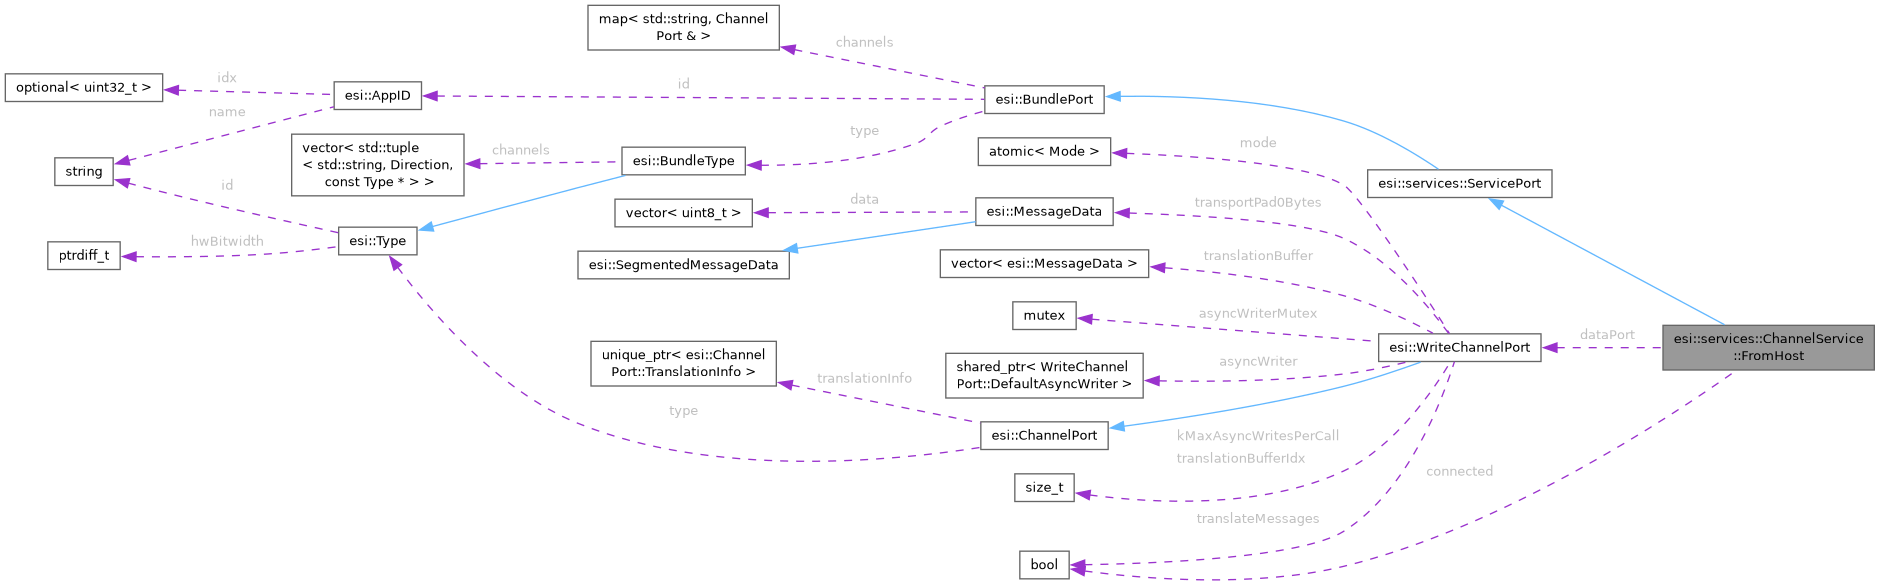 map< std::string, Channel
Port & >
channels
optional< uint32_t >
idx
esi::AppID
id
esi::BundlePort
name
type
vector< std::tuple
< std::string, Direction,
const Type * > >
channels
esi::BundleType
atomic< Mode >
mode
string
id
esi::services::ServicePort
vector< uint8_t >
data
esi::MessageData
transportPad0Bytes
esi::Type
hwBitwidth
ptrdiff_t
esi::SegmentedMessageData
vector< esi::MessageData >
translationBuffer
mutex
asyncWriterMutex
unique_ptr< esi::Channel
Port::TranslationInfo >
translationInfo
shared_ptr< WriteChannel
Port::DefaultAsyncWriter >
asyncWriter
esi::WriteChannelPort
dataPort
esi::services::ChannelService
::FromHost
type
esi::ChannelPort
kMaxAsyncWritesPerCall
translationBufferIdx
size_t
connected
translateMessages
bool